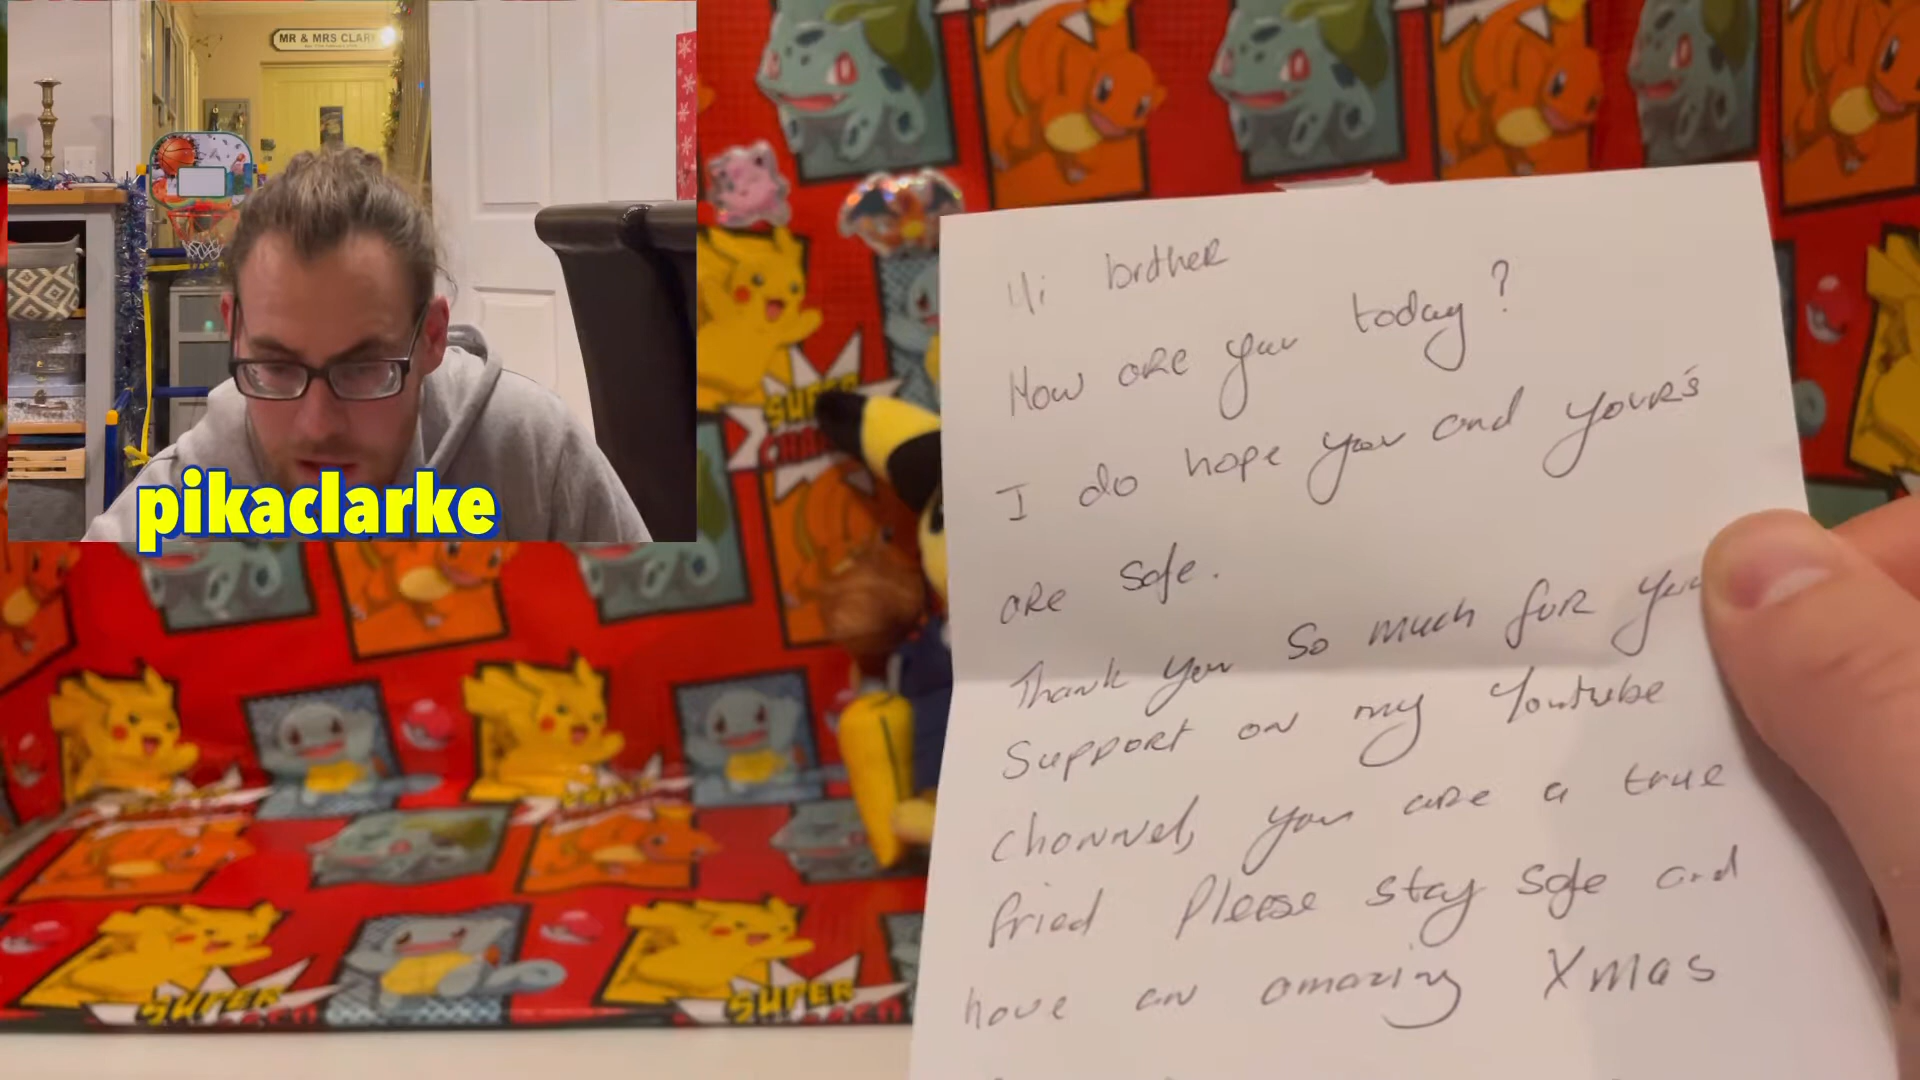 MR & MRS CLARKE
pikaclarke
Hi brother
How are you today?
I do hope you and your's
are safe.
Thank you so much for your
support on my Youtube
channel, you are a true
fried Please stay safe and
have an amazing Xmas
SUPER
SUPER
SUPER